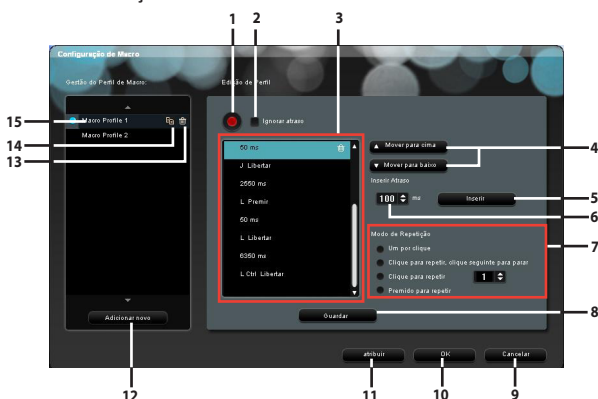 1 2 3
Configuração de Macro
Gestão do Perfil de Macro:
Edição de Perfil
15 Macro Profile 1
Ignorar atraso
14 Macro Profile 2
13
50 ms
Mover para cima
4
J Libertar
Mover para baixo
2550 ms
Inserir Atraso
L Premir
100 ms
Inserir
5
50 ms
6
L Libertar
Modo de Repetição
7
6350 ms
Um por clique
L Ctrl Libertar
Clique para repetir, clique seguinte para parar
Clique para repetir 1
Premido para repetir
Adicionar novo
Guardar
8
atribuir
OK
Cancelar
12 11 10 9